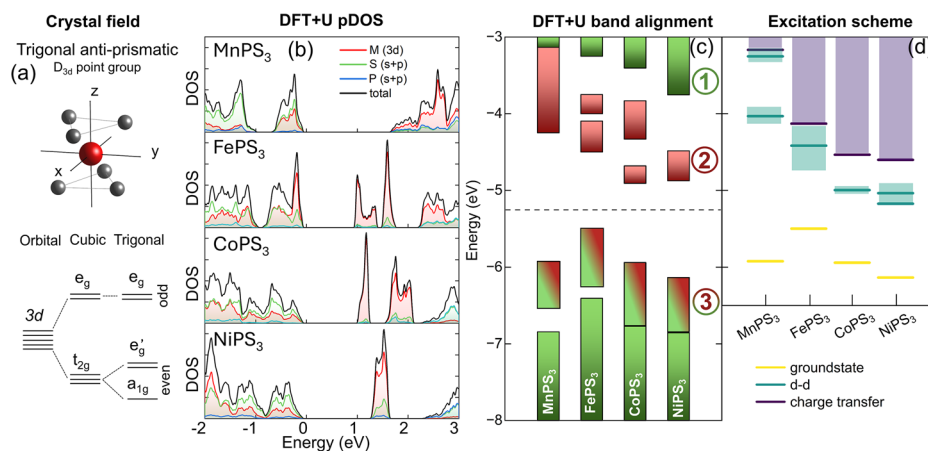 Crystal field
Trigonal anti-prismatic
(a)
D3d point group
z
y
x
Orbital Cubic Trigonal
3d
eg
eg
odd
t2g
eg'
a1g
even
DFT+U pDOS
(b)
MnPS3
M (3d)
S (s+p)
P (s+p)
total
DOS
FePS3
DOS
CoPS3
DOS
NiPS3
DOS
-2 -1 0 1 2 3
Energy (eV)
DFT+U band alignment
(c)
-3
-4
-5
-6
-7
-8
Energy (eV)
1
2
3
MnPS3
FePS3
CoPS3
NiPS3
Excitation scheme
(d)
MnPS3
FePS3
CoPS3
NiPS3
groundstate
d-d
charge transfer